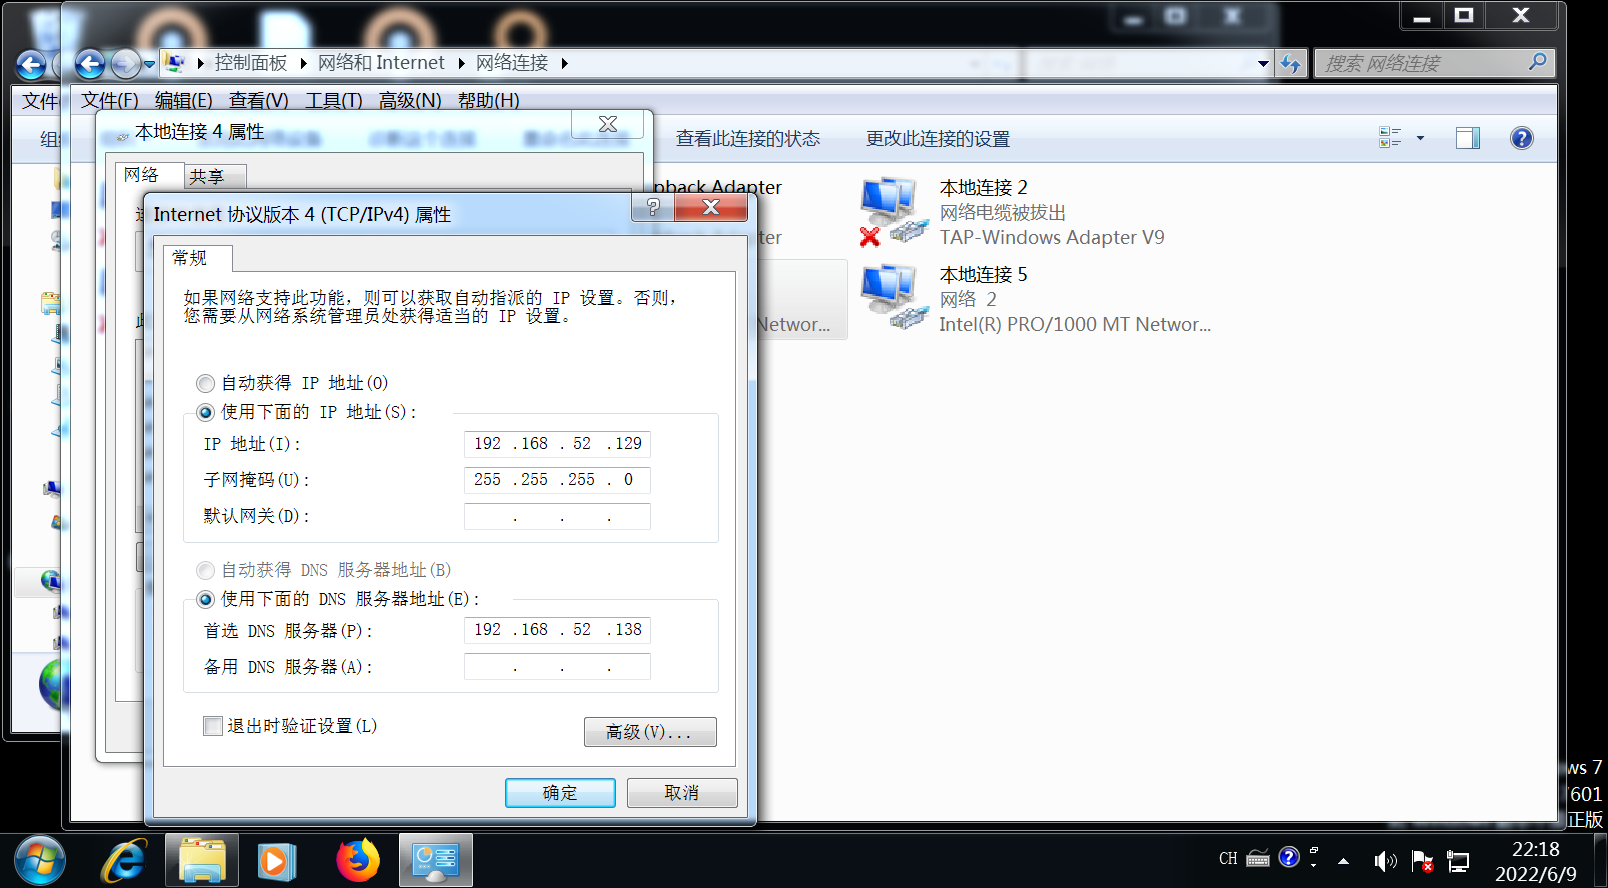 控制面板 ▸ 网络和 Internet ▸ 网络连接 ▸
搜索 网络连接
文件
文件(F) 编辑(E) 查看(V) 工具(T) 高级(N) 帮助(H)
查看此连接的状态 更改此连接的设置
本地连接 4 属性
网络
共享
Internet 协议版本 4 (TCP/IPv4) 属性
常规
如果网络支持此功能，则可以获取自动指派的 IP 设置。否则，
您需要从网络系统管理员处获得适当的 IP 设置。
自动获得 IP 地址(O)
使用下面的 IP 地址(S):
IP 地址(I): 192 .168 . 52 .129
子网掩码(U): 255 .255 .255 . 0
默认网关(D): . . .
自动获得 DNS 服务器地址(B)
使用下面的 DNS 服务器地址(E):
首选 DNS 服务器(P): 192 .168 . 52 .138
备用 DNS 服务器(A): . . .
退出时验证设置(L)
高级(V)...
确定 取消
Adapter
Networ...
本地连接 2
网络电缆被拔出
TAP-Windows Adapter V9
本地连接 5
网络 2
Intel(R) PRO/1000 MT Networ...
7
601
正版
CH
22:18
2022/6/9